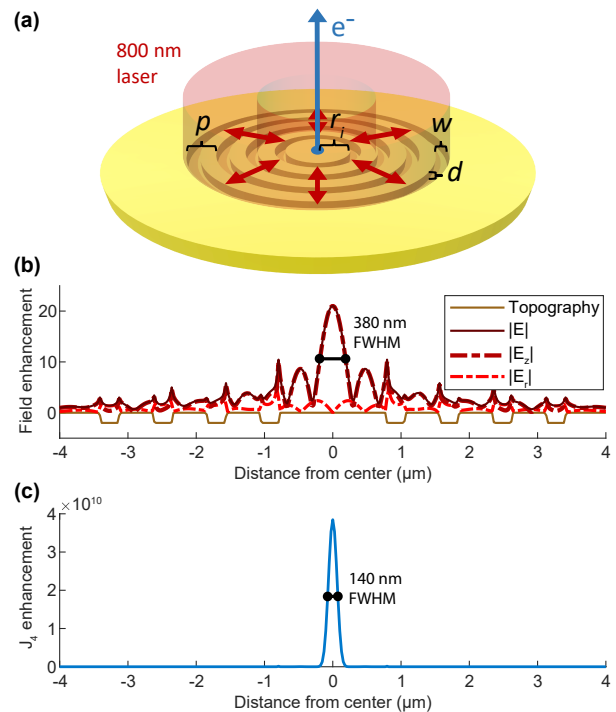 (a)
800 nm
laser
e⁻
p
r_i
w
d
(b)
Field enhancement
20
10
0
380 nm
FWHM
Topography
|E|
|E_z|
|E_r|
-4 -3 -2 -1 0 1 2 3 4
Distance from center (µm)
(c)
×10¹⁰
J₄ enhancement
4
3
2
1
0
140 nm
FWHM
-4 -3 -2 -1 0 1 2 3 4
Distance from center (µm)